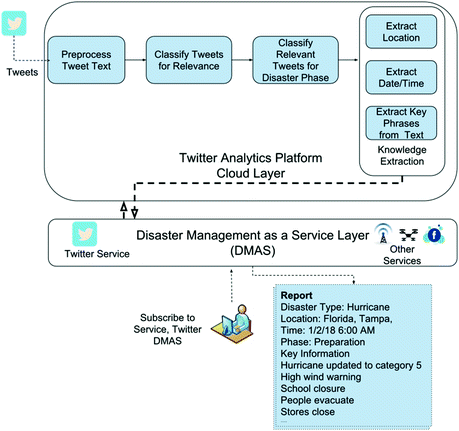 Tweets
Preprocess
Tweet Text
Classify Tweets
for Relevance
Classify
Relevant
Tweets for
Disaster Phase
Extract
Location
Extract
Date/Time
Extract Key
Phrases
from Text
Knowledge
Extraction
Twitter Analytics Platform
Cloud Layer
Twitter Service
Disaster Management as a Service Layer
(DMAS)
Other
Services
Subscribe to
Service, Twitter
DMAS
Report
Disaster Type: Hurricane
Location: Florida, Tampa,
Time: 1/2/18 6:00 AM
Phase: Preparation
Key Information
Hurricane updated to category 5
High wind warning
School closure
People evacuate
Stores close
...